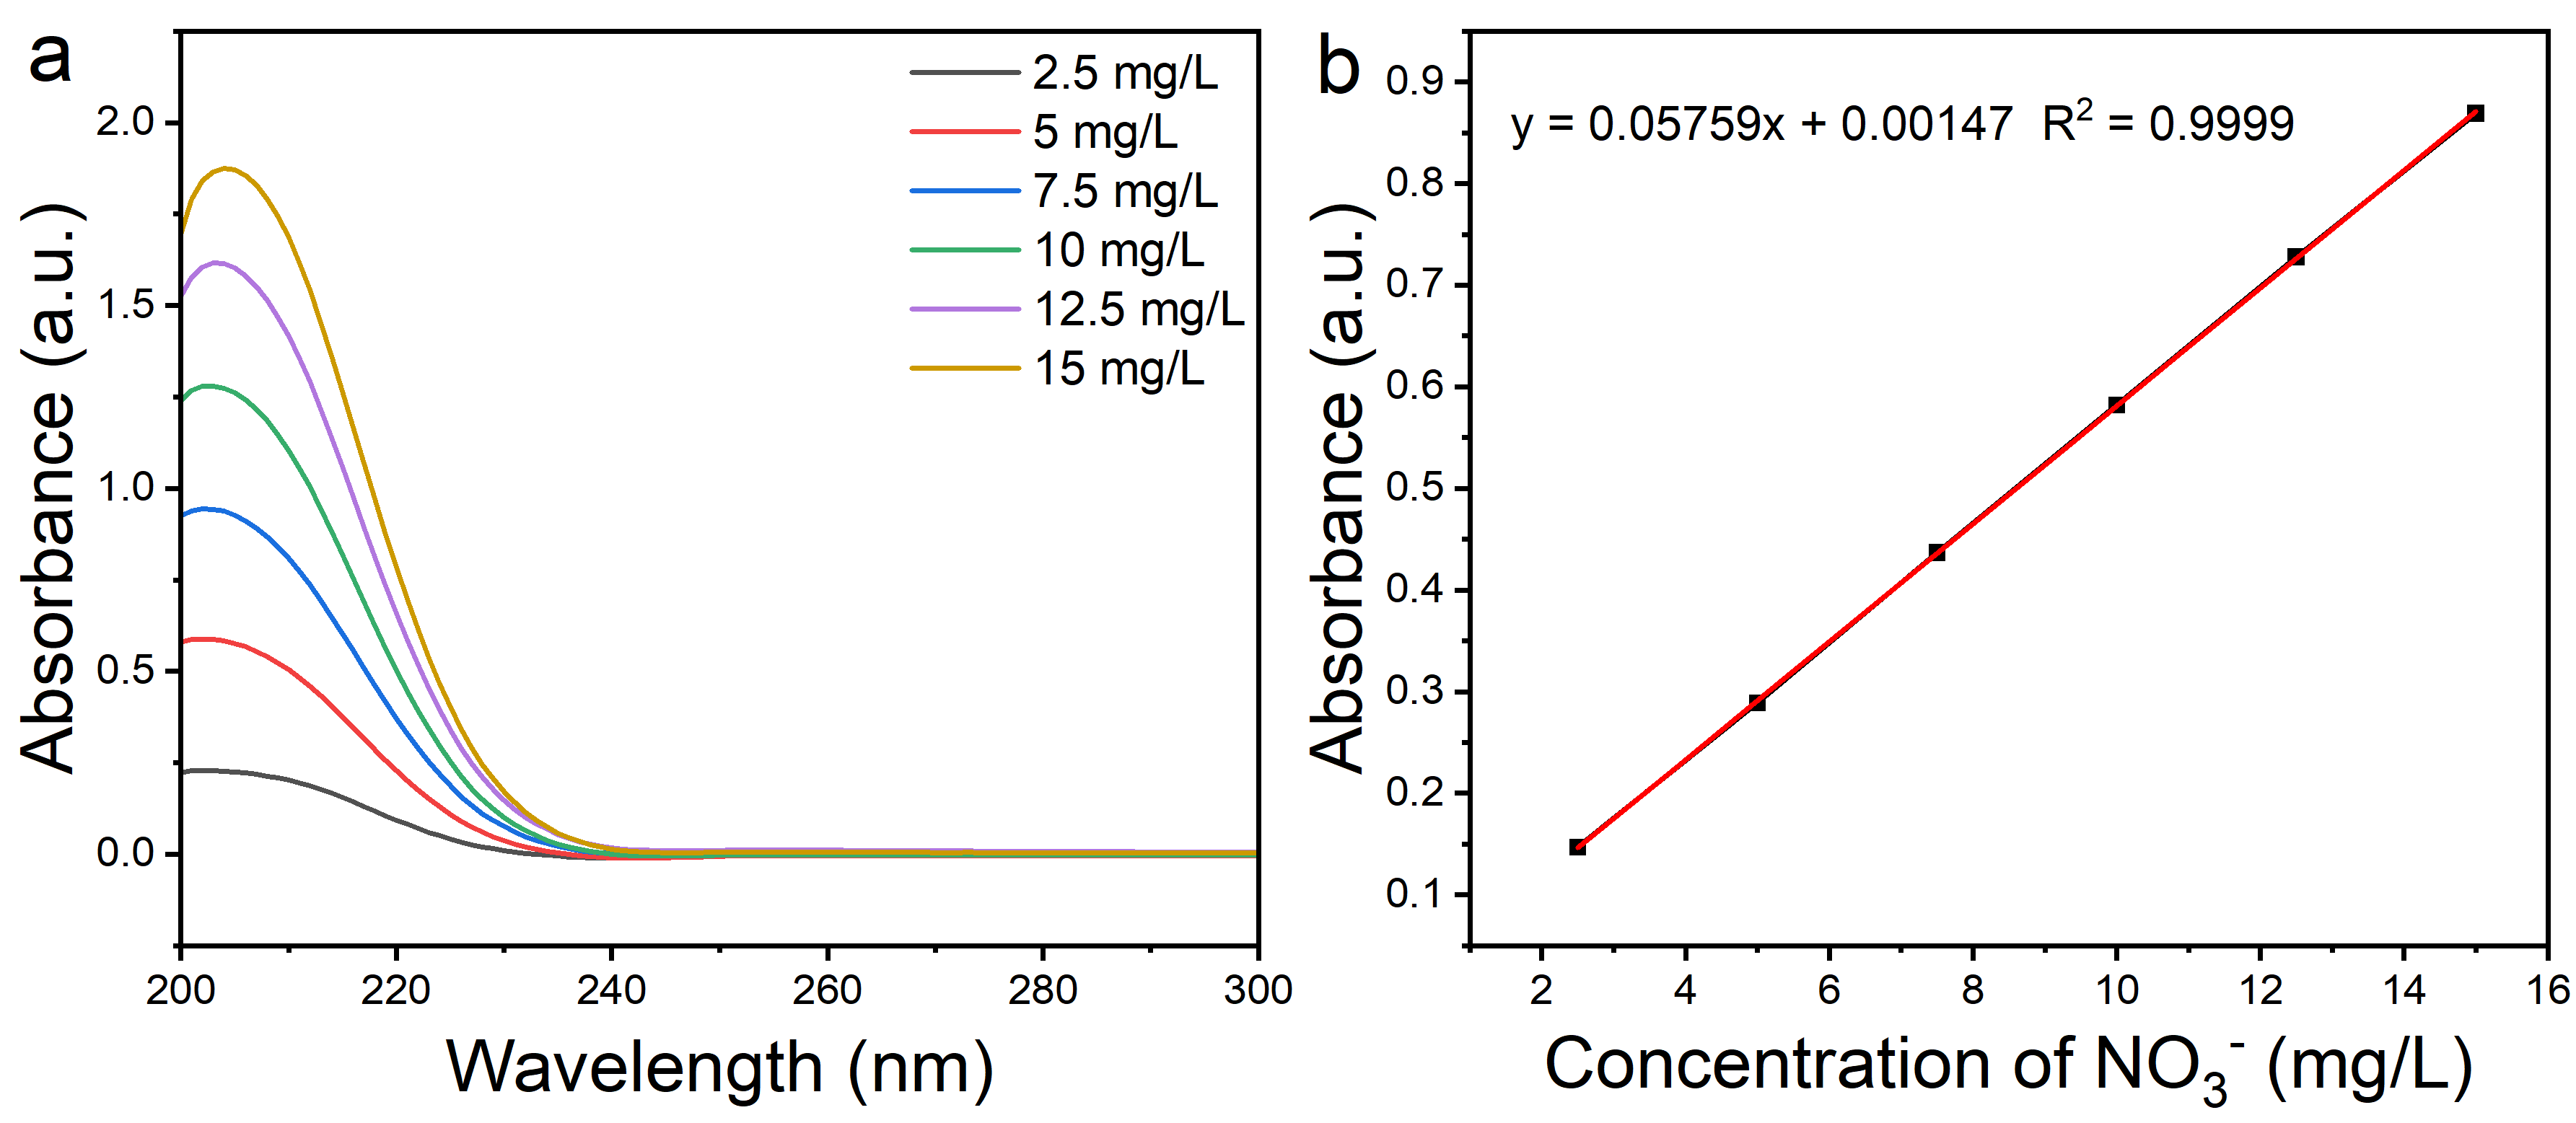 a
2.5 mg/L
5 mg/L
7.5 mg/L
10 mg/L
12.5 mg/L
15 mg/L
2.0
1.5
1.0
0.5
0.0
Absorbance (a.u.)
200 220 240 260 280 300
Wavelength (nm)
b
y = 0.05759x + 0.00147 R² = 0.9999
0.9
0.8
0.7
0.6
0.5
0.4
0.3
0.2
0.1
Absorbance (a.u.)
2 4 6 8 10 12 14 16
Concentration of NO₃⁻ (mg/L)